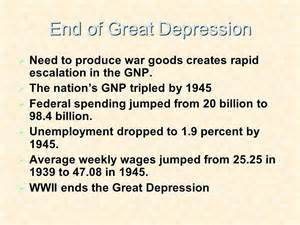 End of Great Depression
Need to produce war goods creates rapid
escalation in the GNP.
The nation's GNP tripled by 1945
Federal spending jumped from 20 billion to
98.4 billion.
Unemployment dropped to 1.9 percent by
1945.
Average weekly wages jumped from 25.25 in
1939 to 47.08 in 1945.
WWII ends the Great Depression